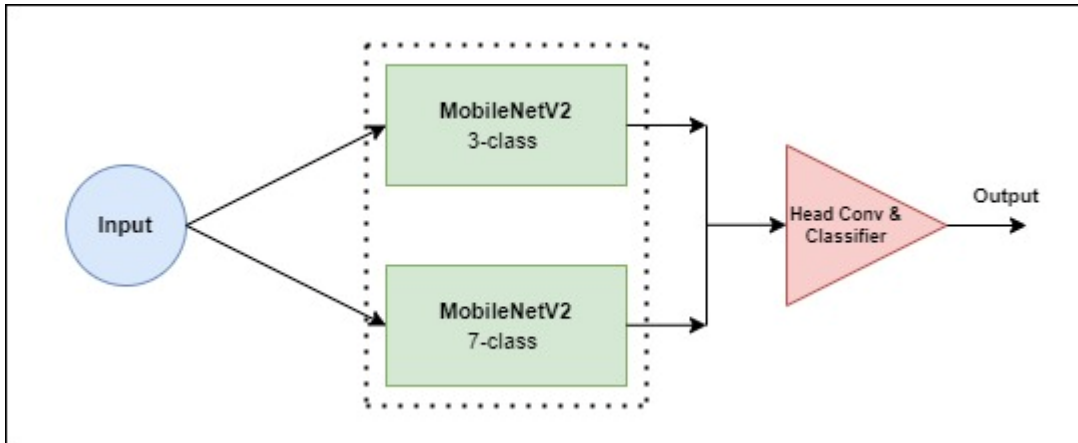 MobileNetV2
3-class
Input
Head Conv &
Classifier
Output
MobileNetV2
7-class